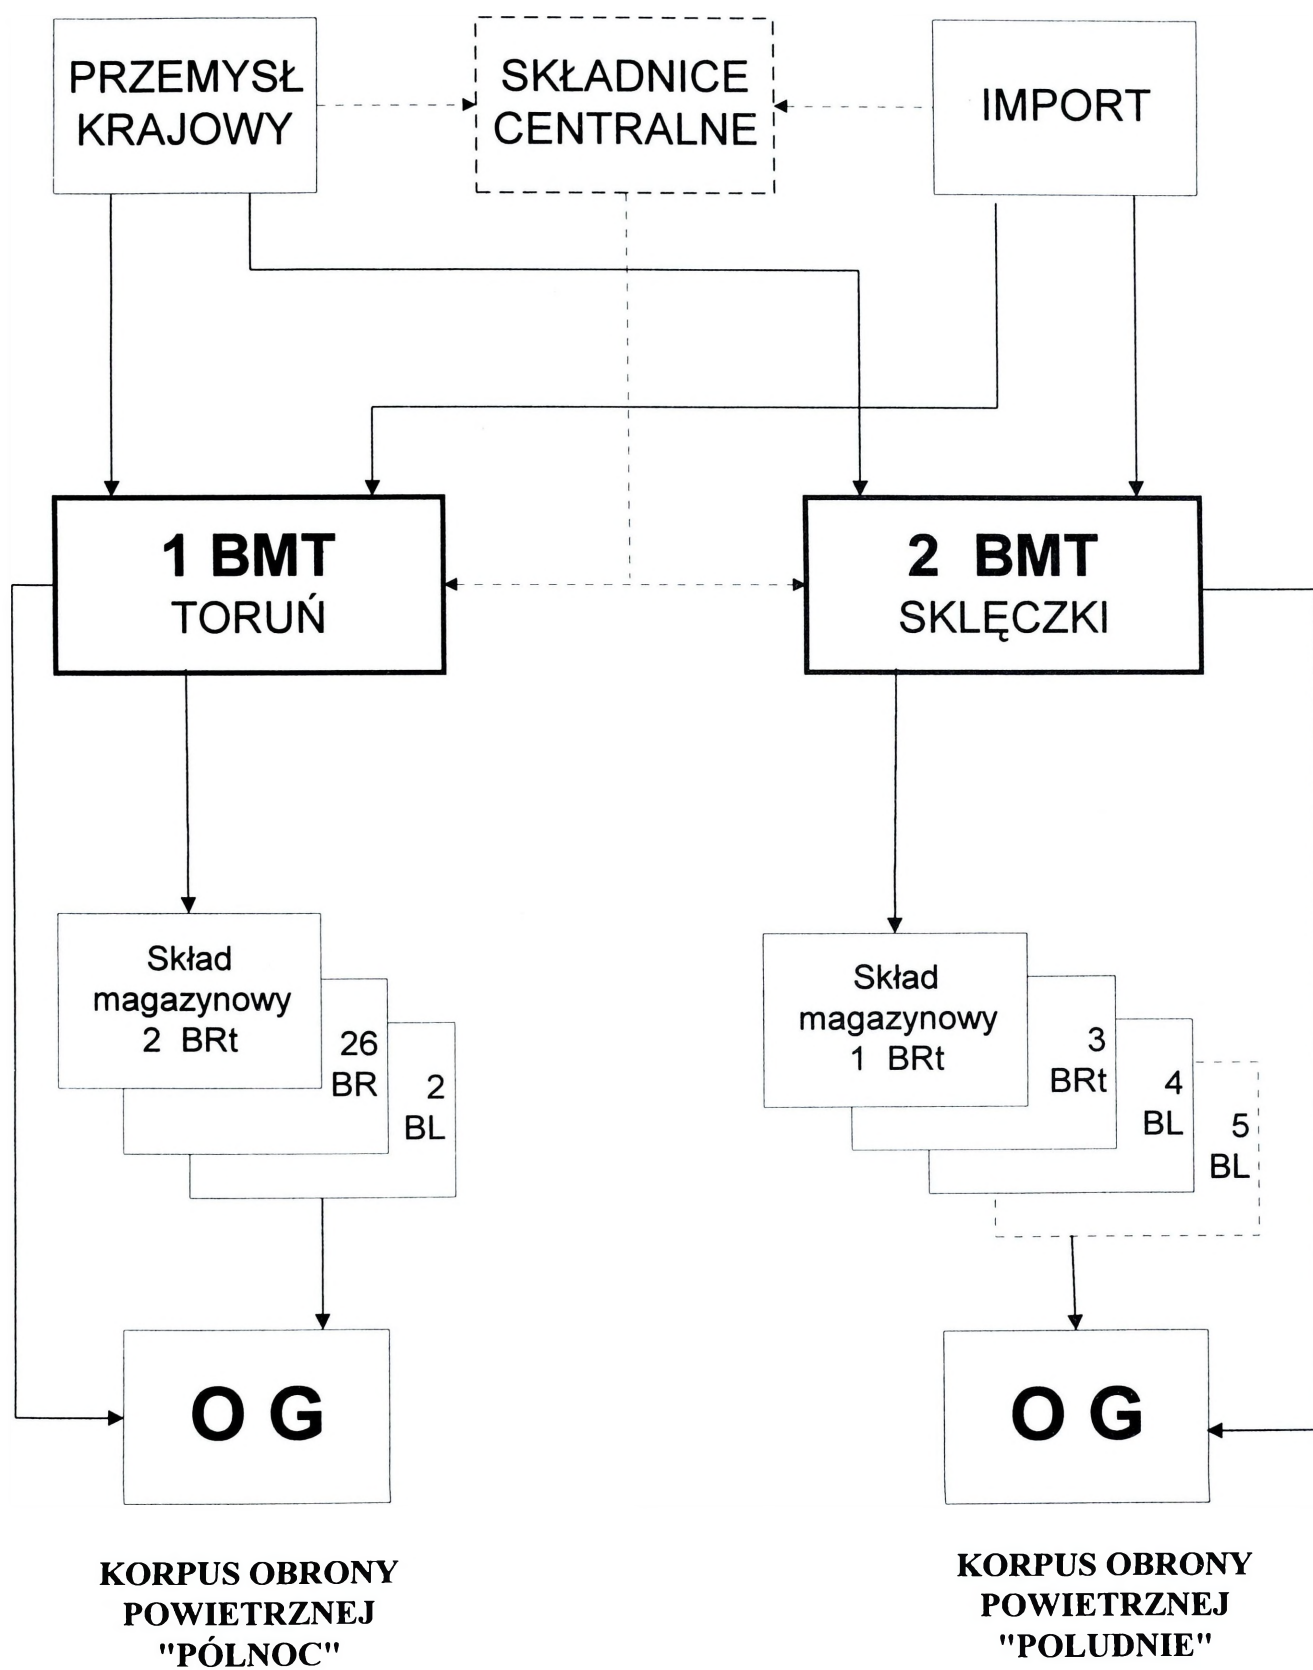 PRZEMYSŁ
KRAJOWY
SKŁADNICE
CENTRALNE
IMPORT
1 BMT
TORUŃ
2 BMT
SKLĘCZKI
Skład
magazynowy
2 BRt
26
BR
2
BL
Skład
magazynowy
1 BRt
3
BRt
4
BL
5
BL
O G
O G
KORPUS OBRONY
POWIETRZNEJ
"PÓLNOC"
KORPUS OBRONY
POWIETRZNEJ
"POLUDNIE"